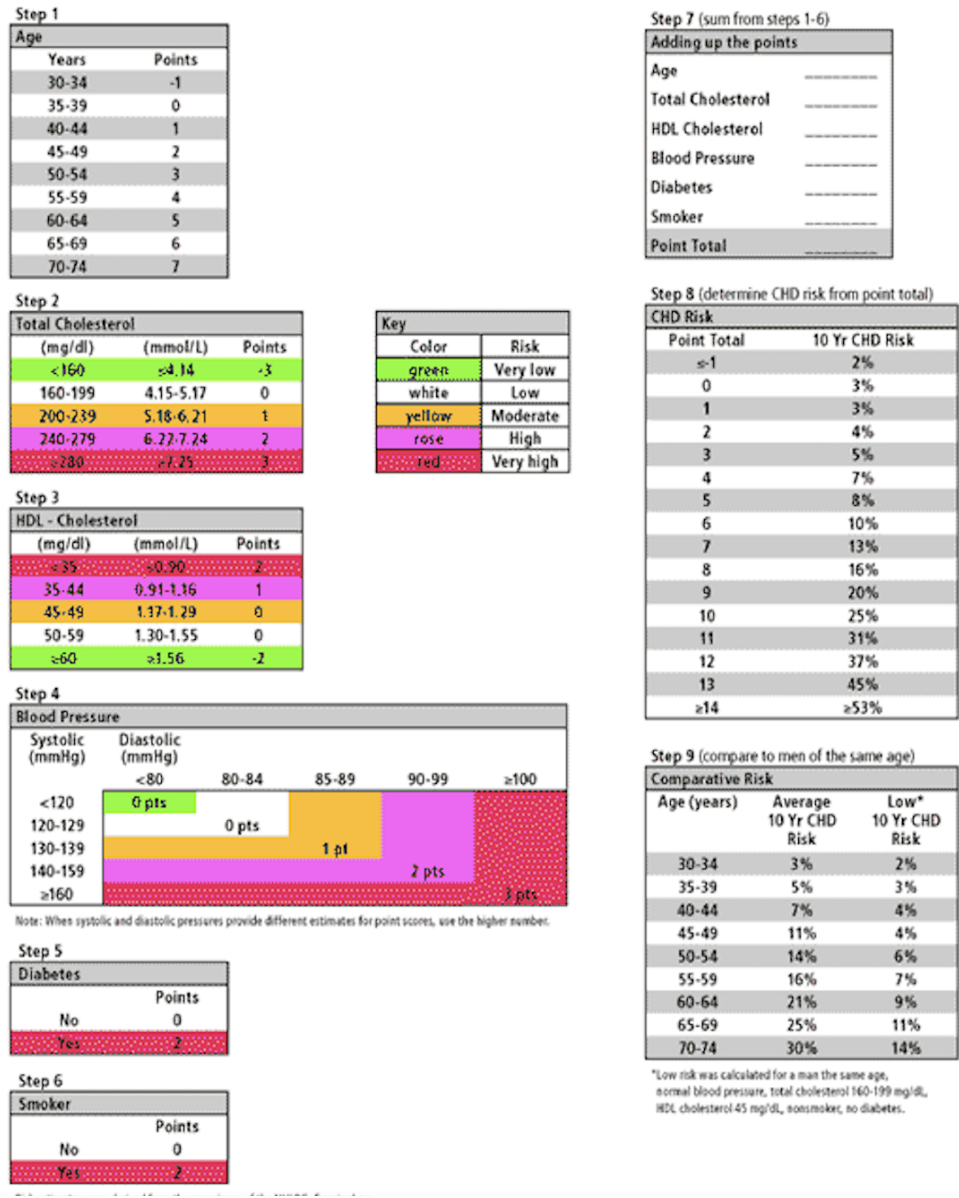 Step 1
Age
Years Points
30-34 -1
35-39 0
40-44 1
45-49 2
50-54 3
55-59 4
60-64 5
65-69 6
70-74 7
Step 2
Total Cholesterol
(mg/dl) (mmol/L) Points
<160 ≤4.14 -3
160-199 4.15-5.17 0
200-239 5.18-6.21 1
240-279 6.22-7.24 2
≥280 ≥7.25 3
Key
Color Risk
green Very low
white Low
yellow Moderate
rose High
red Very high
Step 3
HDL - Cholesterol
(mg/dl) (mmol/L) Points
<35 ≤0.90 2
35-44 0.91-1.16 1
45-49 1.17-1.29 0
50-59 1.30-1.55 0
≥60 ≥1.56 -2
Step 4
Blood Pressure
Systolic Diastolic
(mmHg) (mmHg)
<80 80-84 85-89 90-99 ≥100
<120 0 pts
120-129 0 pts
130-139 1 pt
140-159 2 pts
≥160 3 pts
Note: When systolic and diastolic pressures provide different estimates for point scores, use the higher number.
Step 5
Diabetes
Points
No 0
Yes 2
Step 6
Smoker
Points
No 0
Yes 2
Step 7 (sum from steps 1-6)
Adding up the points
Age ________
Total Cholesterol ________
HDL Cholesterol ________
Blood Pressure ________
Diabetes ________
Smoker ________
Point Total ________
Step 8 (determine CHD risk from point total)
CHD Risk
Point Total 10 Yr CHD Risk
≤-1 2%
0 3%
1 3%
2 4%
3 5%
4 7%
5 8%
6 10%
7 13%
8 16%
9 20%
10 25%
11 31%
12 37%
13 45%
≥14 ≥53%
Step 9 (compare to men of the same age)
Comparative Risk
Age (years) Average Low*
10 Yr CHD 10 Yr CHD
Risk Risk
30-34 3% 2%
35-39 5% 3%
40-44 7% 4%
45-49 11% 4%
50-54 14% 6%
55-59 16% 7%
60-64 21% 9%
65-69 25% 11%
70-74 30% 14%
*Low risk was calculated for a man the same age,
normal blood pressure, total cholesterol 160-199 mg/dL,
HDL cholesterol 45 mg/dL, nonsmoker, no diabetes.